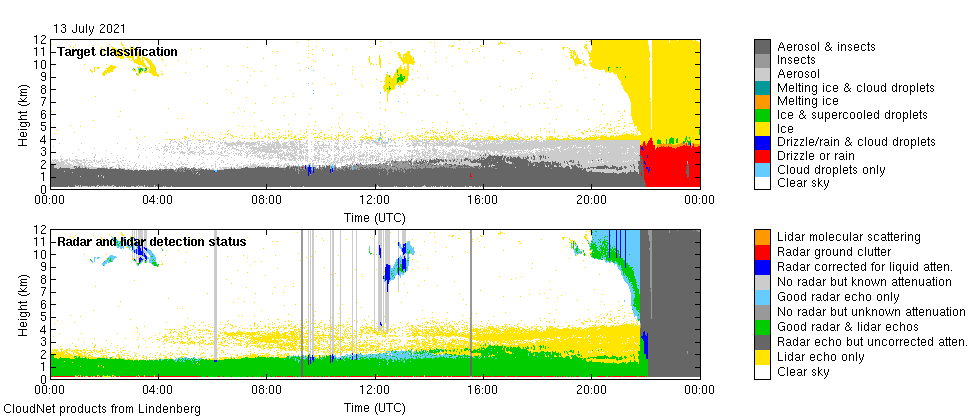 13 July 2021
Target classification
12
11
10
9
8
7
6
5
4
3
2
1
0
Height (km)
00:00 04:00 08:00 12:00 16:00 20:00 00:00
Time (UTC)
Aerosol & insects
Insects
Aerosol
Melting ice & cloud droplets
Melting ice
Ice & supercooled droplets
Ice
Drizzle/rain & cloud droplets
Drizzle or rain
Cloud droplets only
Clear sky
Radar and lidar detection status
12
11
10
9
8
7
6
5
4
3
2
1
0
Height (km)
00:00 04:00 08:00 12:00 16:00 20:00 00:00
Time (UTC)
Lidar molecular scattering
Radar ground clutter
Radar corrected for liquid atten.
No radar but known attenuation
Good radar echo only
No radar but unknown attenuation
Good radar & lidar echos
Radar echo but uncorrected atten.
Lidar echo only
Clear sky
CloudNet products from Lindenberg